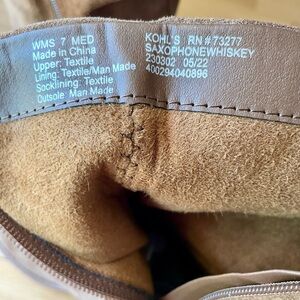 WMS 7 MED
Made in China
Upper: Textile
Lining: Textile/Man Made
Socklining: Textile
Outsole: Man Made
KOHL'S RN # 73277
SAXOPHONEWHISKEY
230302 05/22
400294040896